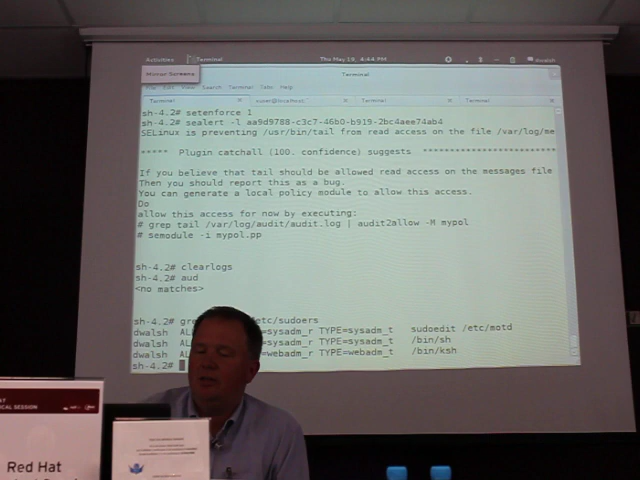 Activities Terminal Thu May 19, 4:44 PM dwalsh
Mirror Screens Terminal
File Edit View Search Terminal Tabs Help
Terminal Terminal Terminal
sh-4.2# setenforce 1
sh-4.2# sealert -l aa9d9788-c3c7-46b0-b919-2bc4aee74ab4
SELinux is preventing /usr/bin/tail from read access on the file /var/log/me
***** Plugin catchall (100. confidence) suggests ************************
If you believe that tail should be allowed read access on the messages file
Then you should report this as a bug.
You can generate a local policy module to allow this access.
Do
allow this access for now by executing:
# grep tail /var/log/audit/audit.log | audit2allow -M mypol
# semodule -i mypol.pp
sh-4.2# clearlogs
sh-4.2# aud
<no matches>
sh-4.2# gre etc/sudoers
dwalsh AL =sysadm_r TYPE=sysadm_t sudoedit /etc/motd
dwalsh AL =sysadm_r TYPE=sysadm_t /bin/sh
dwalsh AL =webadm_r TYPE=webadm_t /bin/ksh
sh-4.2#
ICAL SESSION
Red Hat